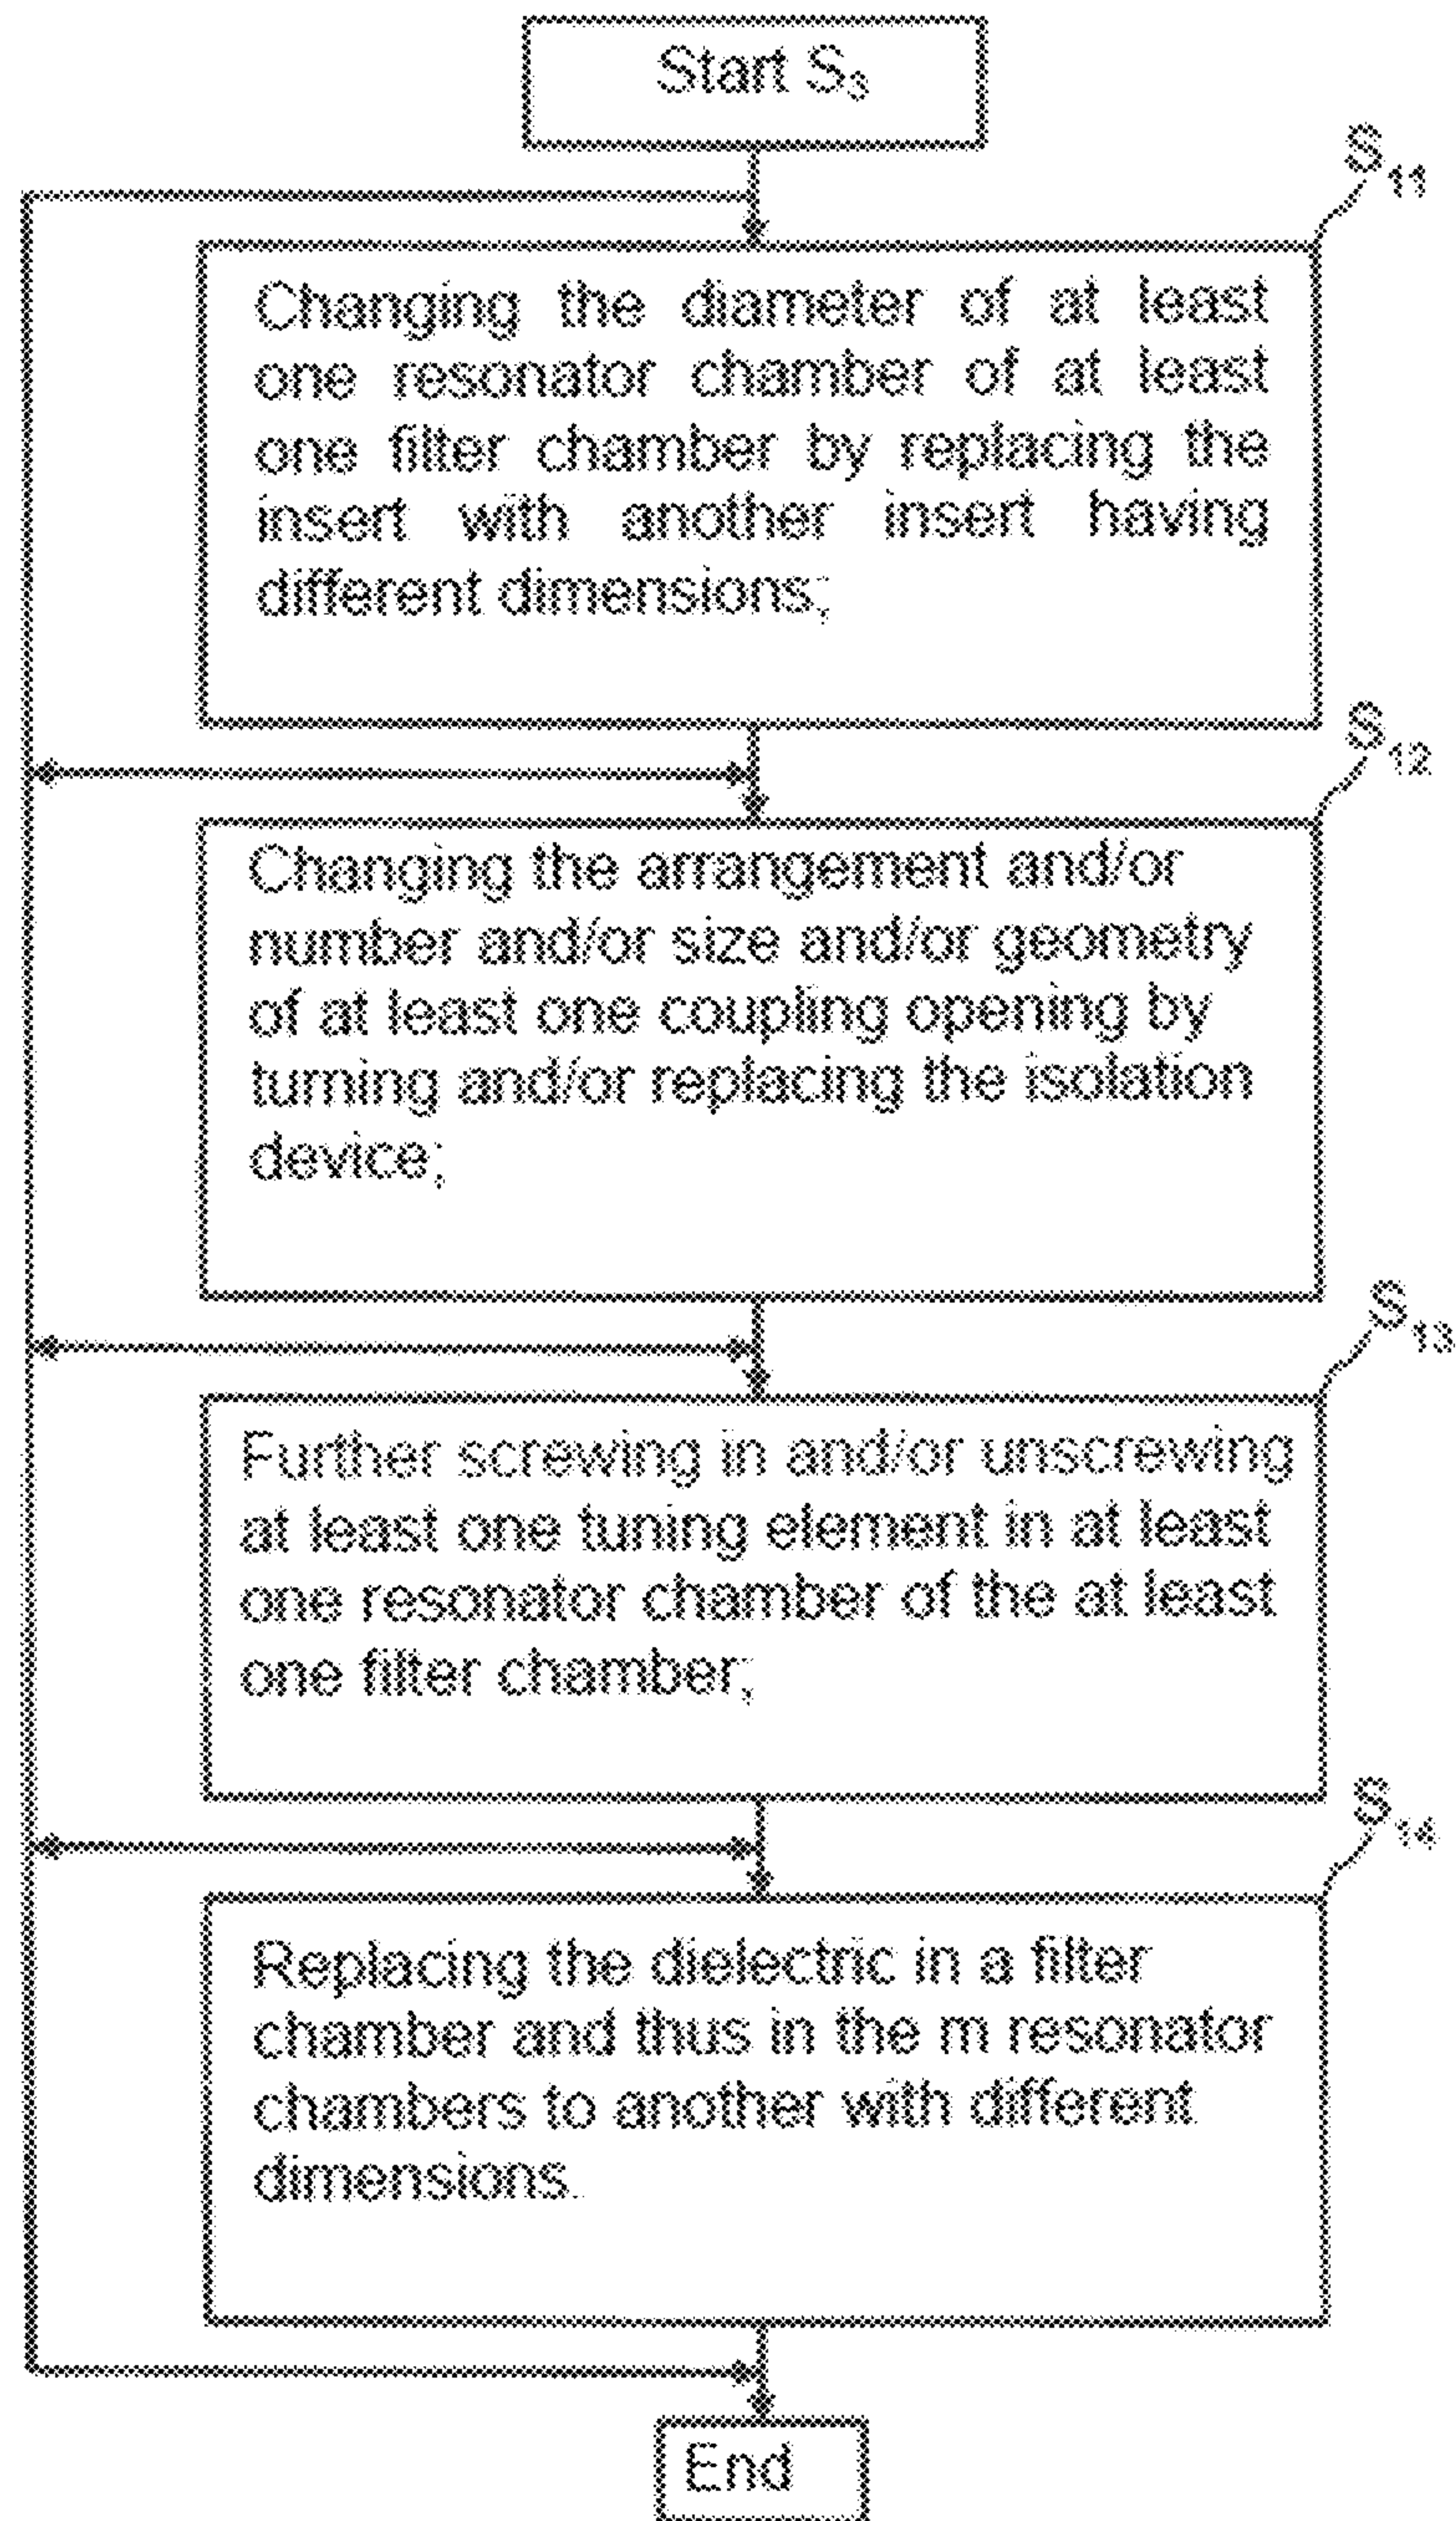 Start S₃
S₁₁
Changing the diameter of at least
one resonator chamber of at least
one filter chamber by replacing the
insert with another insert having
different dimensions;
S₁₂
Changing the arrangement and/or
number and/or size and/or geometry
of at least one coupling opening by
turning and/or replacing the isolation
device;
S₁₃
Further screwing in and/or unscrewing
at least one tuning element in at least
one resonator chamber of the at least
one filter chamber;
S₁₄
Replacing the dielectric in a filter
chamber and thus in the m resonator
chambers to another with different
dimensions.
End